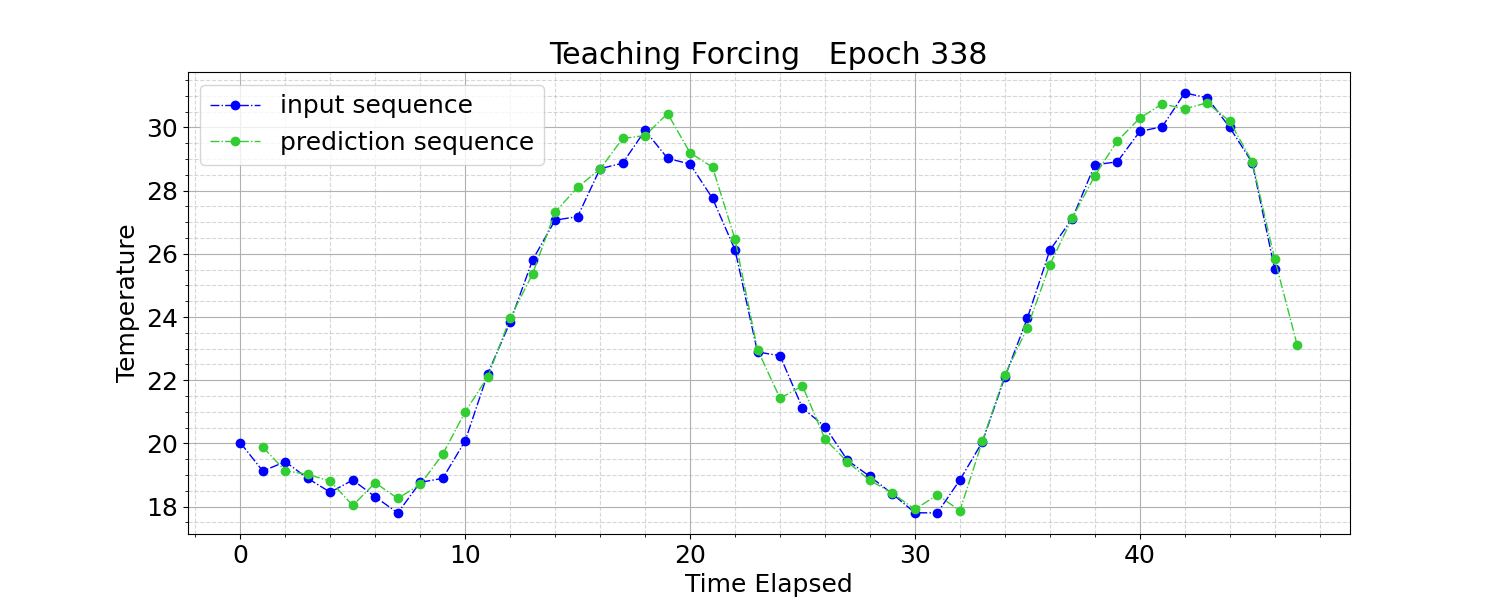 Teaching Forcing   Epoch 338
input sequence
prediction sequence
Temperature
30
28
26
24
22
20
18
0 10 20 30 40
Time Elapsed